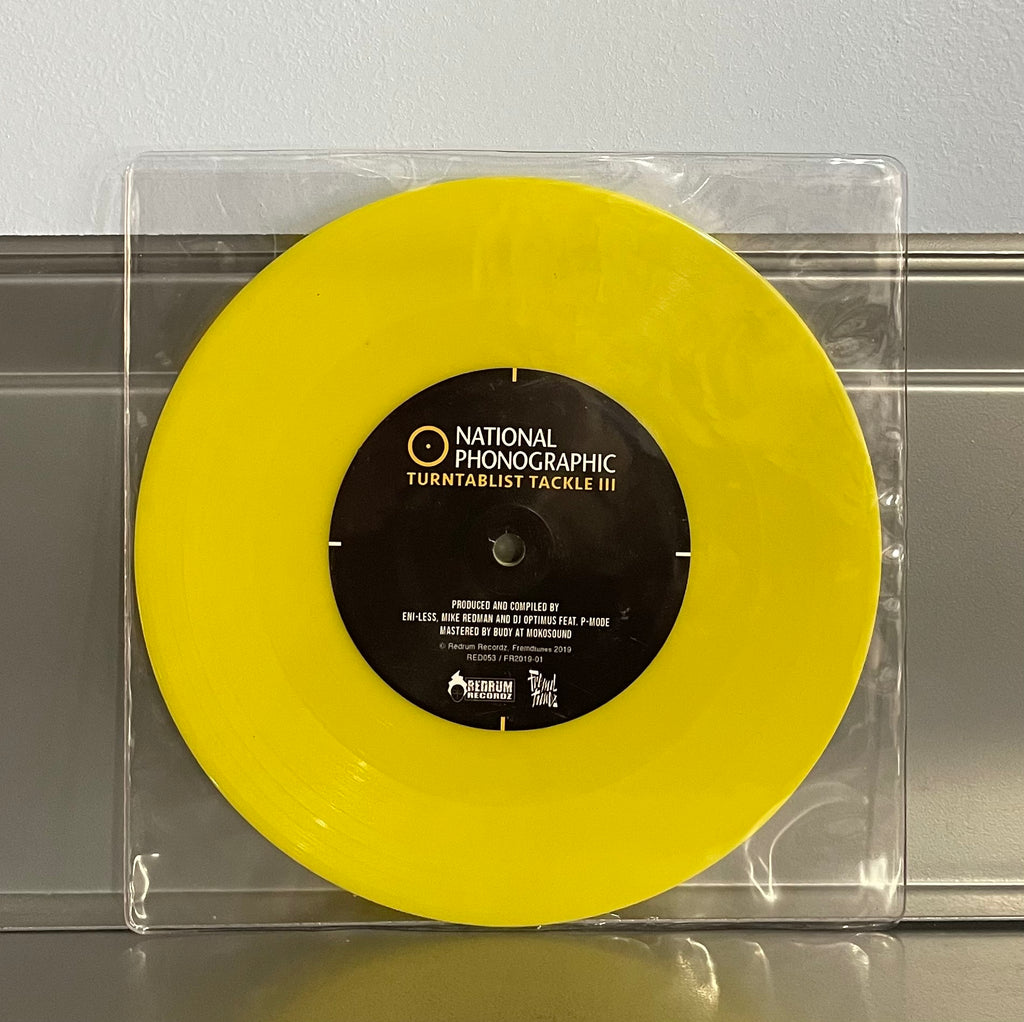 NATIONAL
PHONOGRAPHIC
TURNTABLIST TACKLE III
PRODUCED AND COMPILED BY
ENI-LESS, MIKE REDMAN AND DJ OPTIMUS FEAT. P-MODE
MASTERED BY BUDY AT MOKOSOUND
© Redrum Recordz, Fremdtunes 2019
RED053 / FR2019-01
REDRUM
RECORDZ